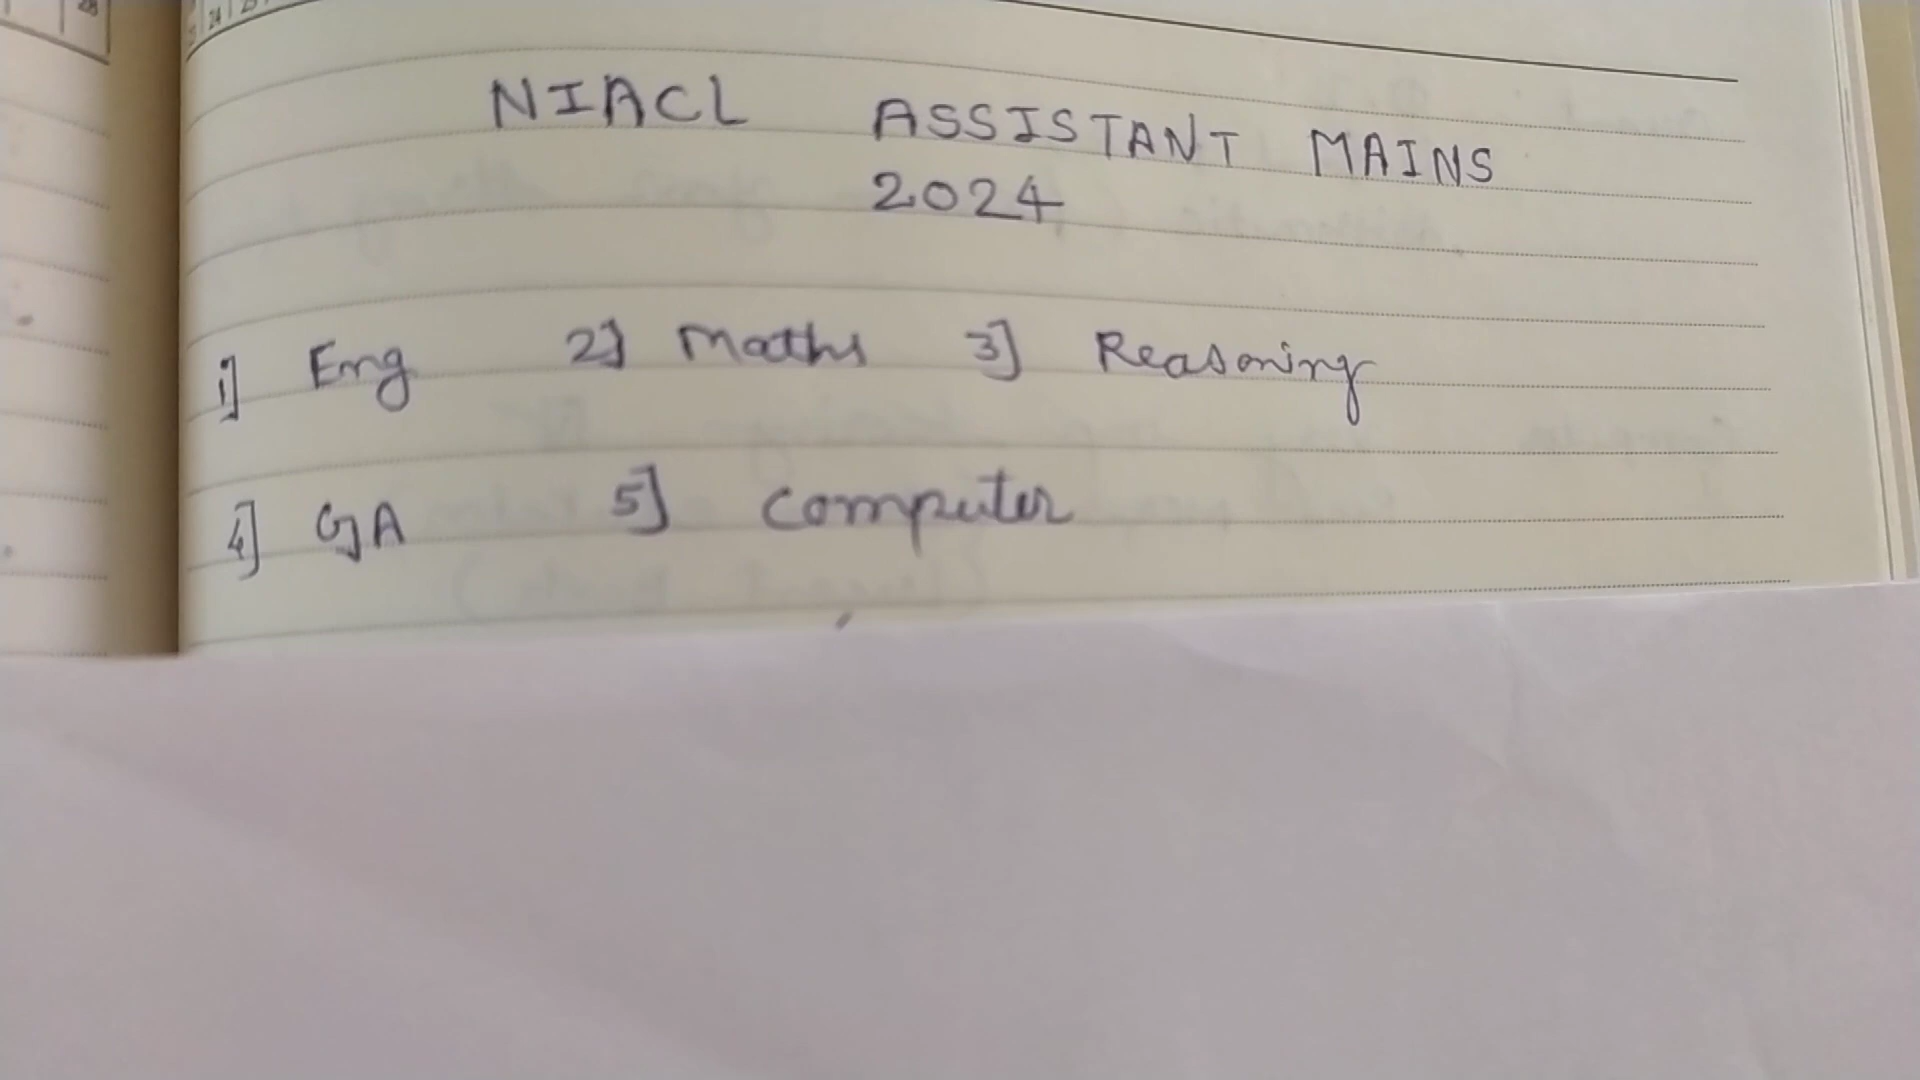 NIACL ASSISTANT MAINS
2024
1] Eng 2] Maths 3] Reasoning
4] GA 5] Computer